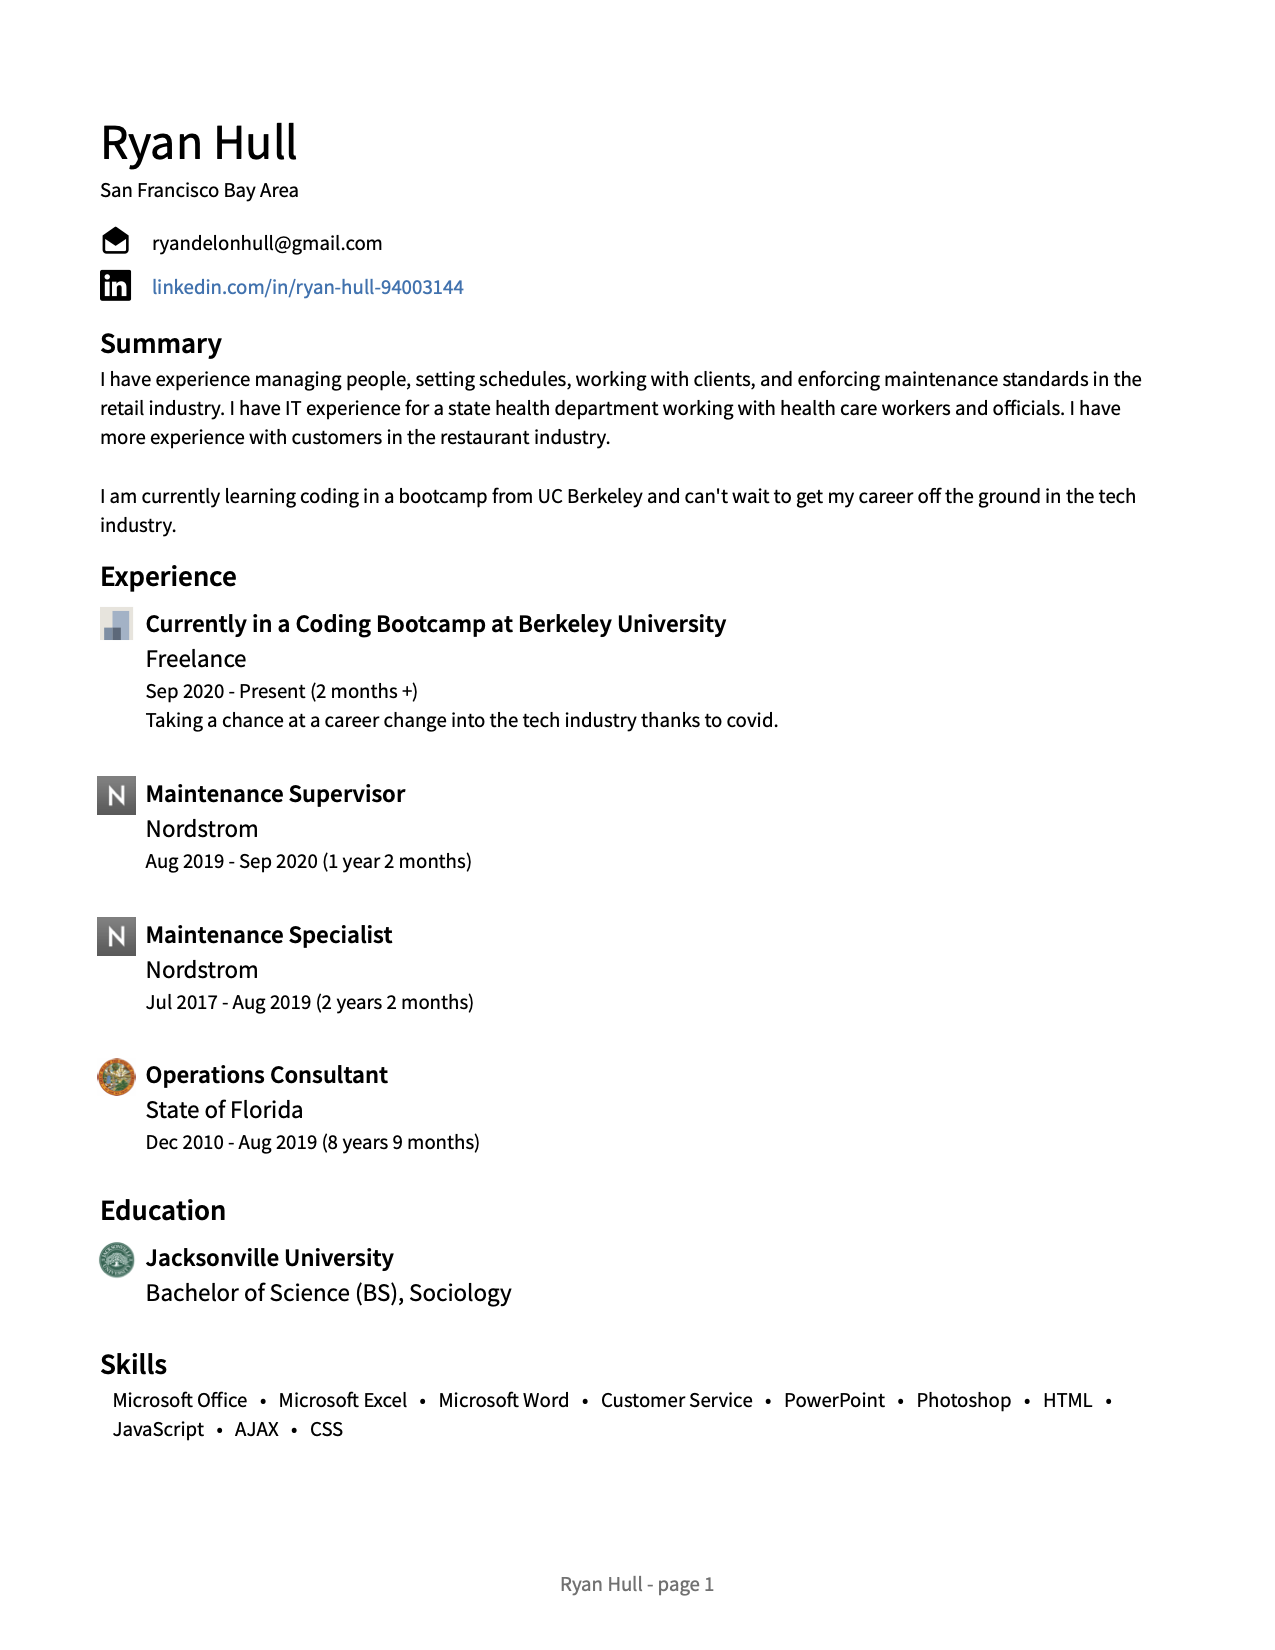 Ryan Hull
San Francisco Bay Area
ryandelonhull@gmail.com
in linkedin.com/in/ryan-hull-94003144
Summary
I have experience managing people, setting schedules, working with clients, and enforcing maintenance standards in the
retail industry. I have IT experience for a state health department working with health care workers and officials. I have
more experience with customers in the restaurant industry.
I am currently learning coding in a bootcamp from UC Berkeley and can't wait to get my career off the ground in the tech
industry.
Experience
Currently in a Coding Bootcamp at Berkeley University
Freelance
Sep 2020 - Present (2 months +)
Taking a chance at a career change into the tech industry thanks to covid.
N Maintenance Supervisor
Nordstrom
Aug 2019 - Sep 2020 (1 year 2 months)
N Maintenance Specialist
Nordstrom
Jul 2017 - Aug 2019 (2 years 2 months)
Operations Consultant
State of Florida
Dec 2010 - Aug 2019 (8 years 9 months)
Education
Jacksonville University
Bachelor of Science (BS), Sociology
Skills
Microsoft Office • Microsoft Excel • Microsoft Word • Customer Service • PowerPoint • Photoshop • HTML •
JavaScript • AJAX • CSS
Ryan Hull - page 1